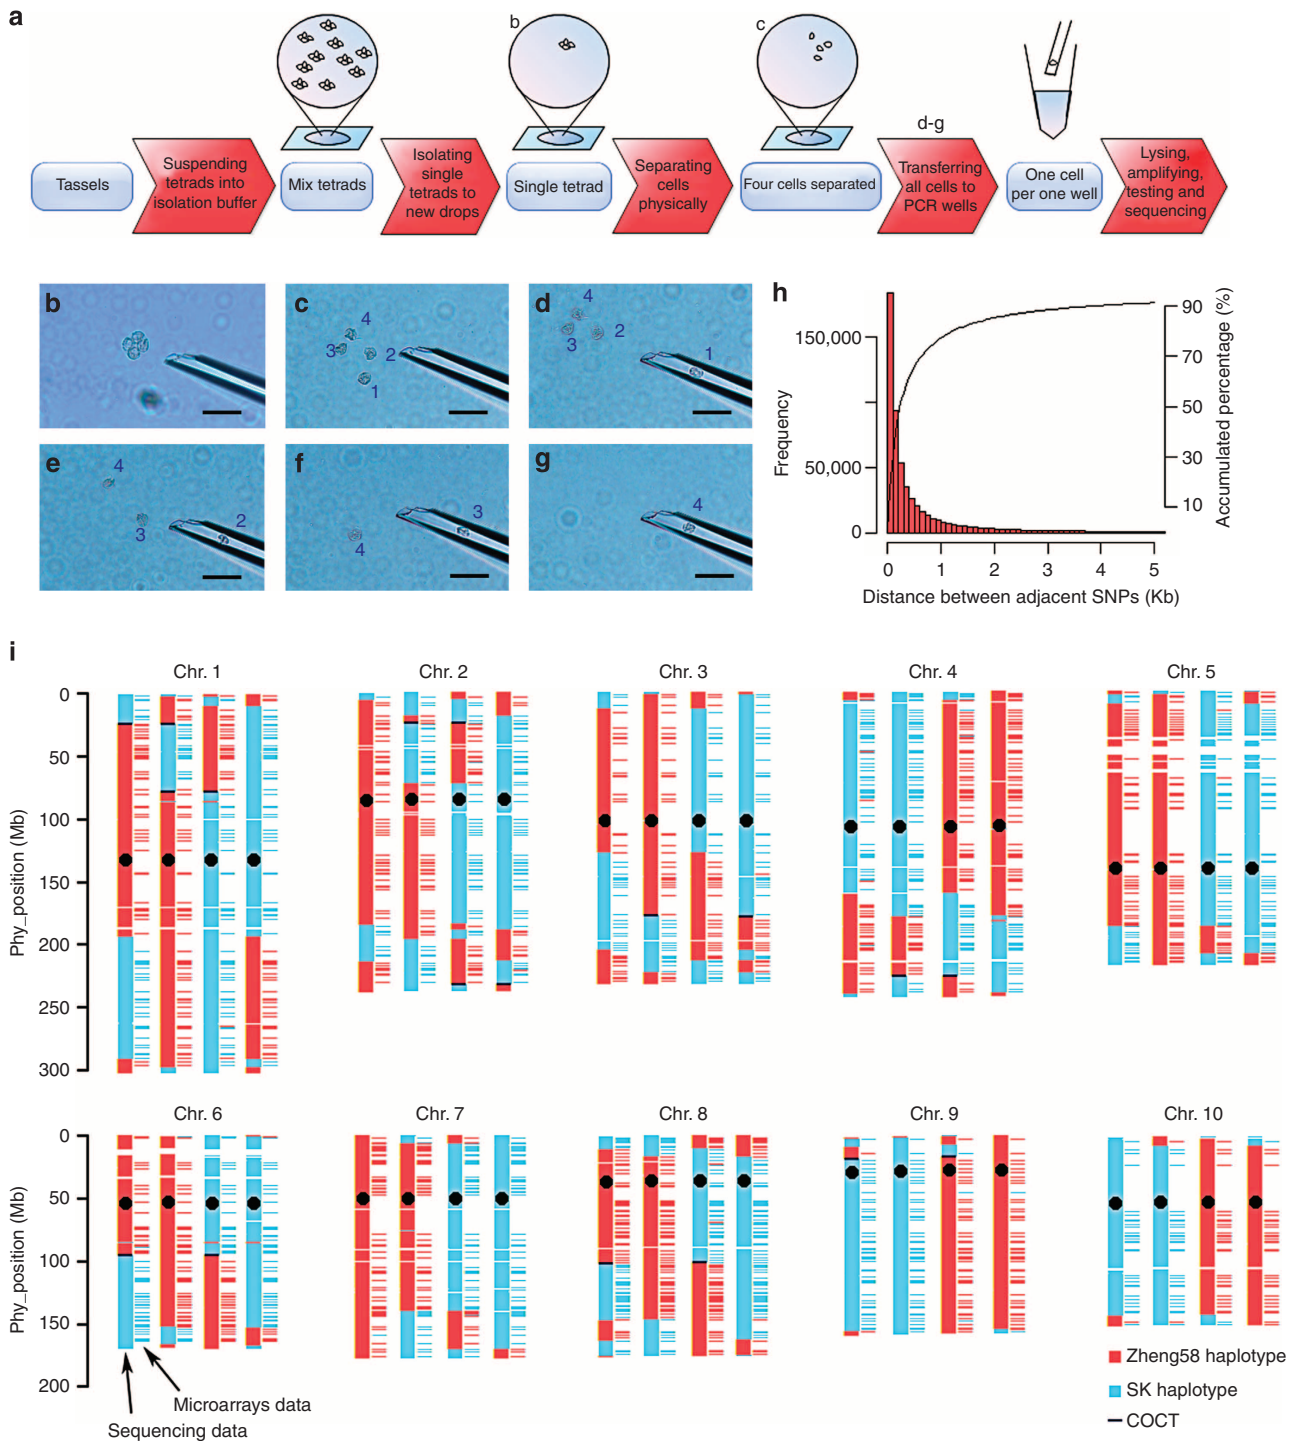 a
b
c
d-g
Tassels
Suspending
tetrads into
isolation buffer
Mix tetrads
Isolating
single
tetrads to
new drops
Single tetrad
Separating
cells
physically
Four cells separated
Transferring
all cells to
PCR wells
One cell
per one well
Lysing,
amplifying,
testing and
sequencing
b
c
4
3
2
1
d
4
3
2
1
e
4
3
2
f
4
3
g
4
h
150,000
50,000
0
Frequency
90
70
50
30
10
Accumulated percentage (%)
0 1 2 3 4 5
Distance between adjacent SNPs (Kb)
i
Chr. 1 Chr. 2 Chr. 3 Chr. 4 Chr. 5
0
50
100
150
200
250
300
Phy_position (Mb)
Chr. 6 Chr. 7 Chr. 8 Chr. 9 Chr. 10
0
50
100
150
200
Phy_position (Mb)
Microarrays data
Sequencing data
Zheng58 haplotype
SK haplotype
COCT